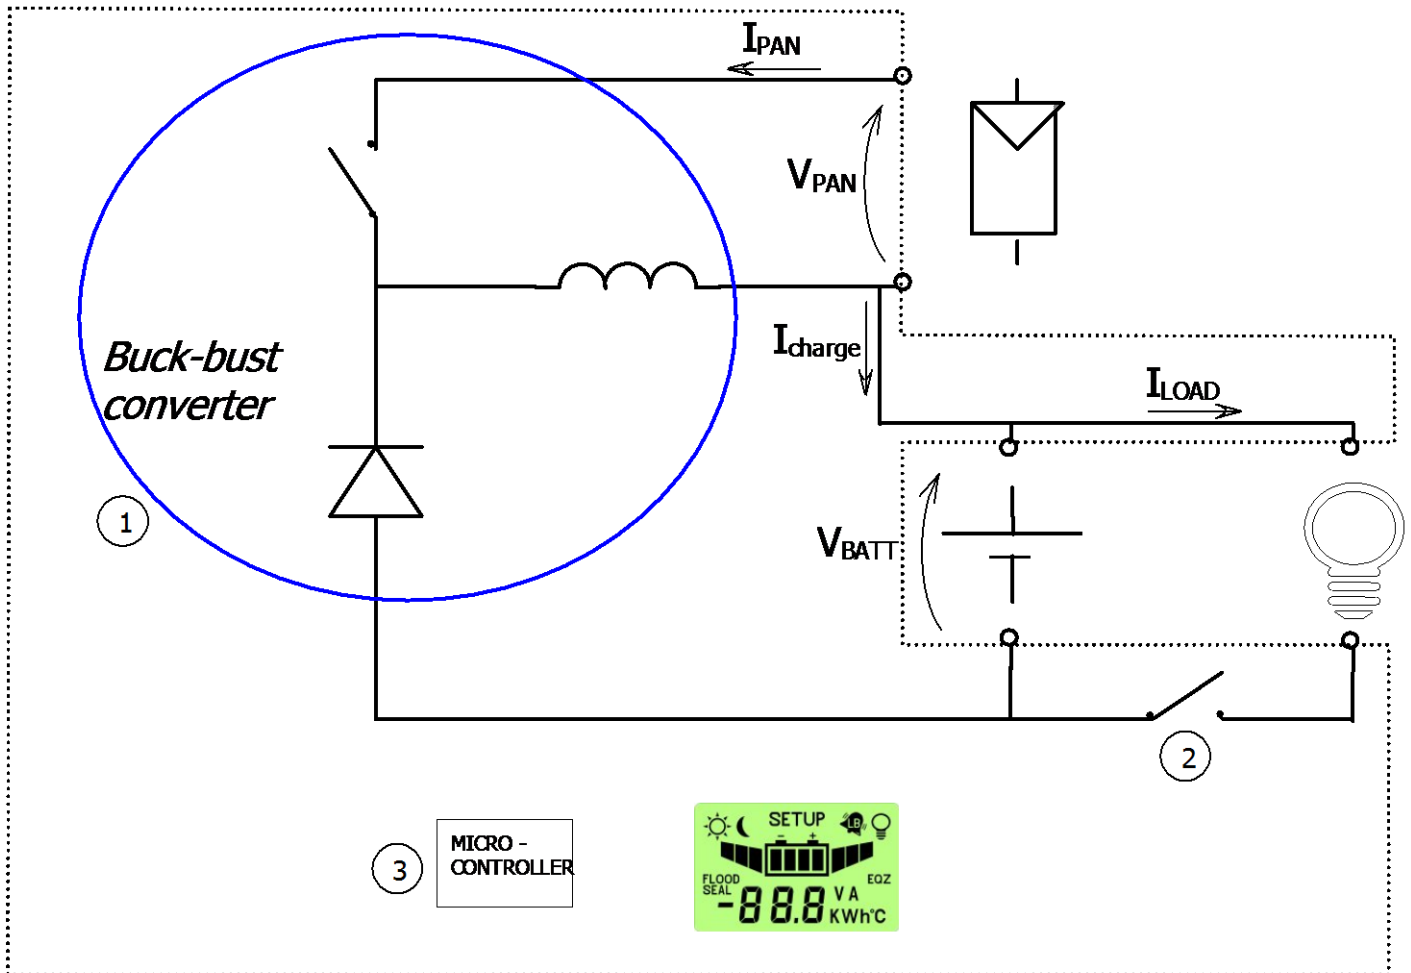 IPAN
VPAN
Icharge
ILOAD
Buck-bust
converter
1
VBATT
2
3
MICRO -
CONTROLLER
SETUP
LB
- +
FLOOD
SEAL
EQZ
-88.8
V A
KWh°C